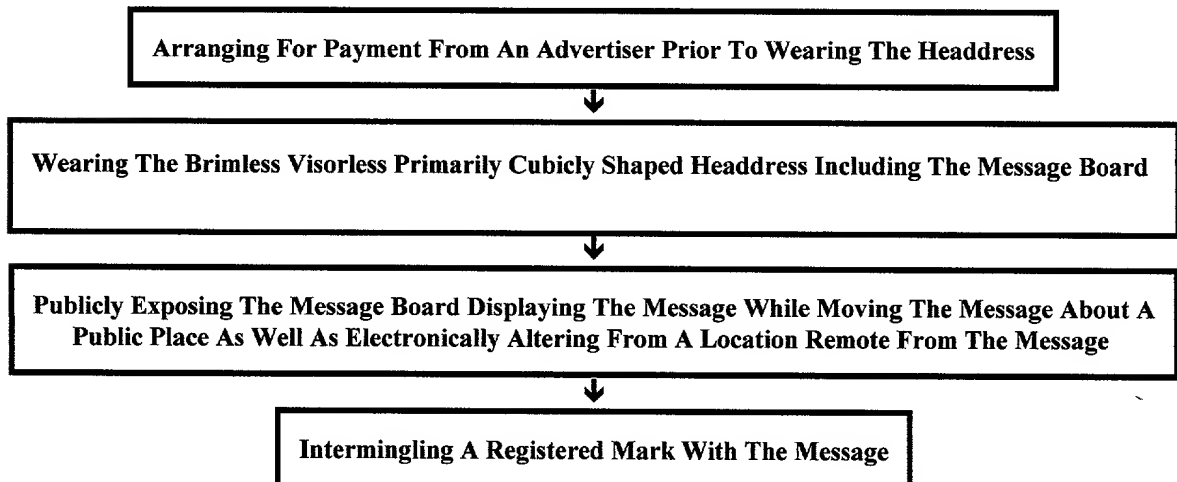 Arranging For Payment From An Advertiser Prior To Wearing The Headdress
Wearing The Brimless Visorless Primarily Cubicly Shaped Headdress Including The Message Board
Publicly Exposing The Message Board Displaying The Message While Moving The Message About A
Public Place As Well As Electronically Altering From A Location Remote From The Message
Intermingling A Registered Mark With The Message